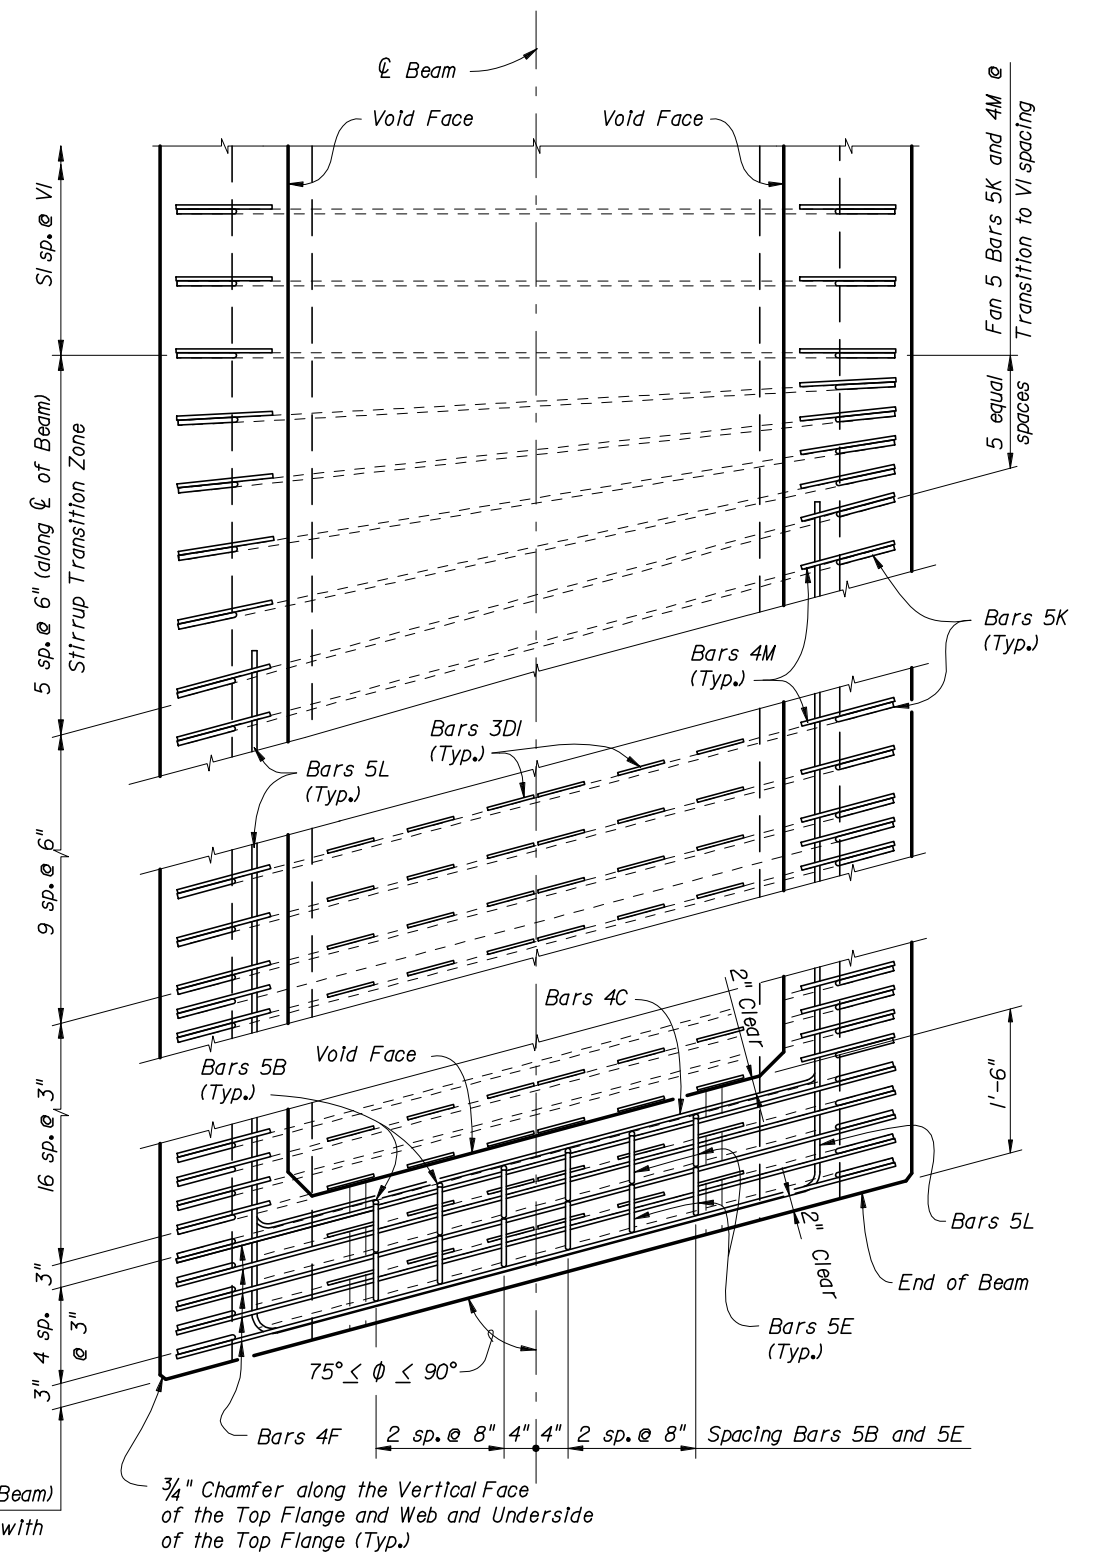 ℄ Beam
Void Face
Void Face
S1 sp. @ V1
Fan 5 Bars 5K and 4M @
Transition to V1 spacing
5 equal
spaces
5 sp. @ 6" (along ℄ of Beam)
Stirrup Transition Zone
Bars 5K
(Typ.)
Bars 4M
(Typ.)
Bars 3D1
(Typ.)
Bars 5L
(Typ.)
9 sp. @ 6"
2" Clear
Bars 4C
Void Face
Bars 5B
(Typ.)
1'-6"
16 sp. @ 3"
Bars 5L
2" Clear
End of Beam
3"
4 sp.
@ 3"
3"
Bars 5E
(Typ.)
75° ≤ ϕ ≤ 90°
Bars 4F
2 sp. @ 8"
4"
4"
2 sp. @ 8"
Spacing Bars 5B and 5E
¾" Chamfer along the Vertical Face
of the Top Flange and Web and Underside
of the Top Flange (Typ.)
Beam)
with